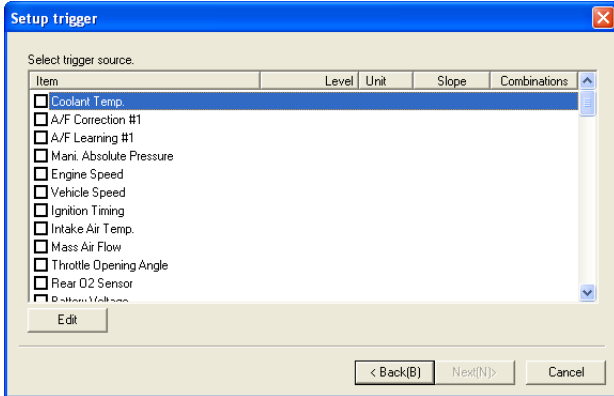 Setup trigger
Select trigger source.
Item Level Unit Slope Combinations
Coolant Temp.
A/F Correction #1
A/F Learning #1
Mani. Absolute Pressure
Engine Speed
Vehicle Speed
Ignition Timing
Intake Air Temp.
Mass Air Flow
Throttle Opening Angle
Rear O2 Sensor
Battery Voltage
Edit
< Back(B) Next(N)> Cancel